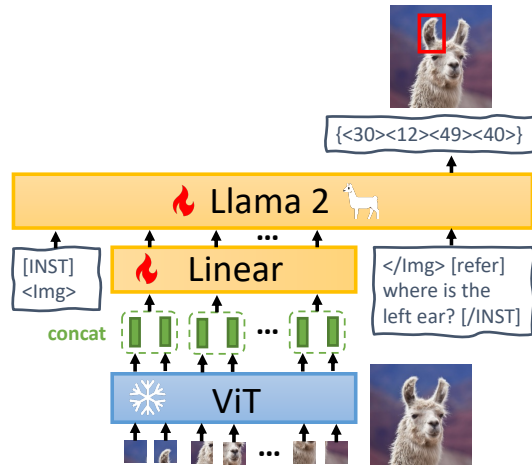 {<30><12><49><40>}
Llama 2
...
[INST]
<Img>
Linear
</Img> [refer]
where is the
left ear? [/INST]
concat
...
ViT
...